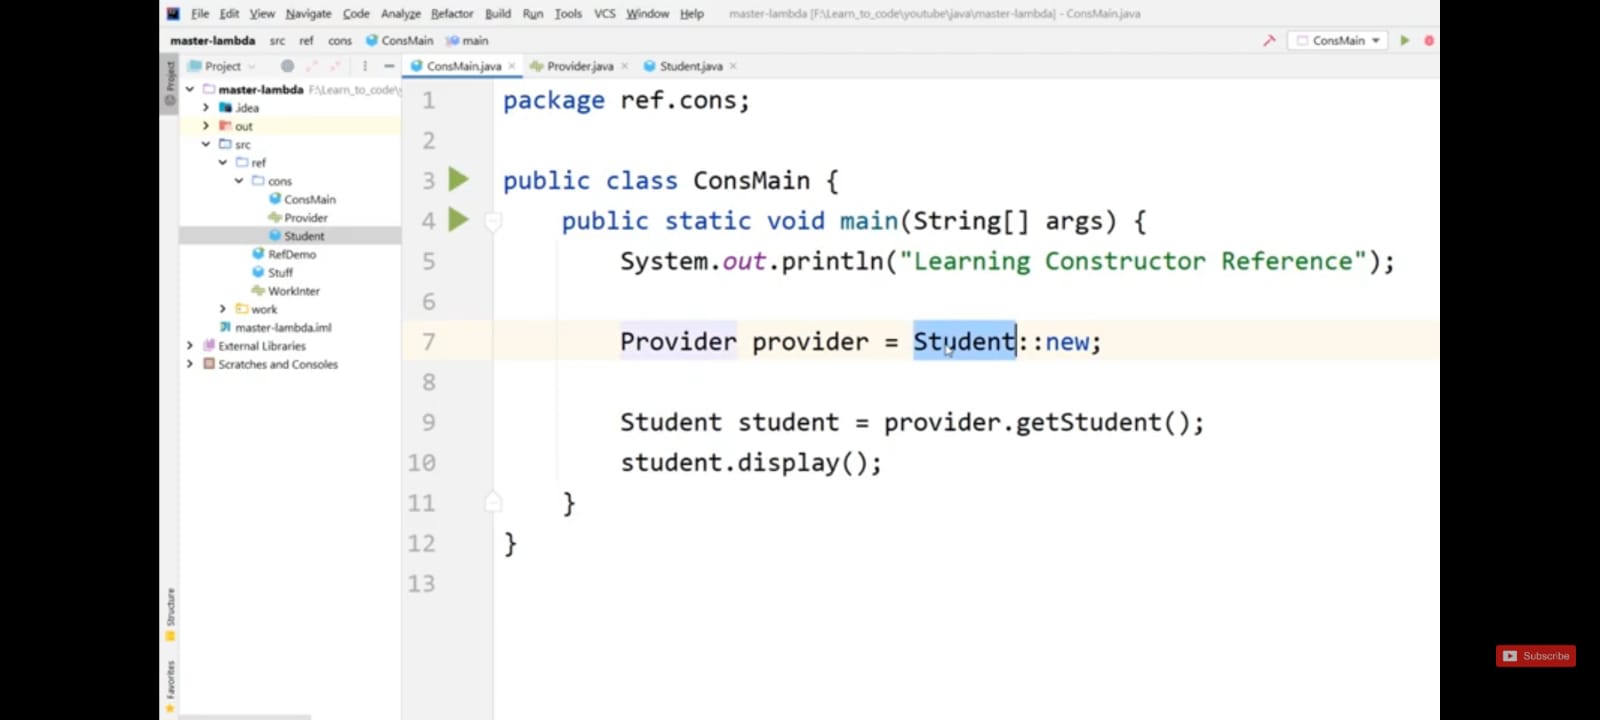 File Edit View Navigate Code Analyze Refactor Build Run Tools VCS Window Help master-lambda [F:\Learn_to_code\youtube\java\master-lambda] - ConsMain.java
master-lambda src ref cons ConsMain main ConsMain
Project ConsMain.java Provider.java Student.java
Project
master-lambda F:\Learn_to_code\y
.idea
out
src
ref
cons
ConsMain
Provider
Student
RefDemo
Stuff
WorkInter
work
master-lambda.iml
External Libraries
Scratches and Consoles
Structure
Favorites
1 package ref.cons;
2
3 public class ConsMain {
4 public static void main(String[] args) {
5 System.out.println("Learning Constructor Reference");
6
7 Provider provider = Student::new;
8
9 Student student = provider.getStudent();
10 student.display();
11 }
12 }
13
Subscribe